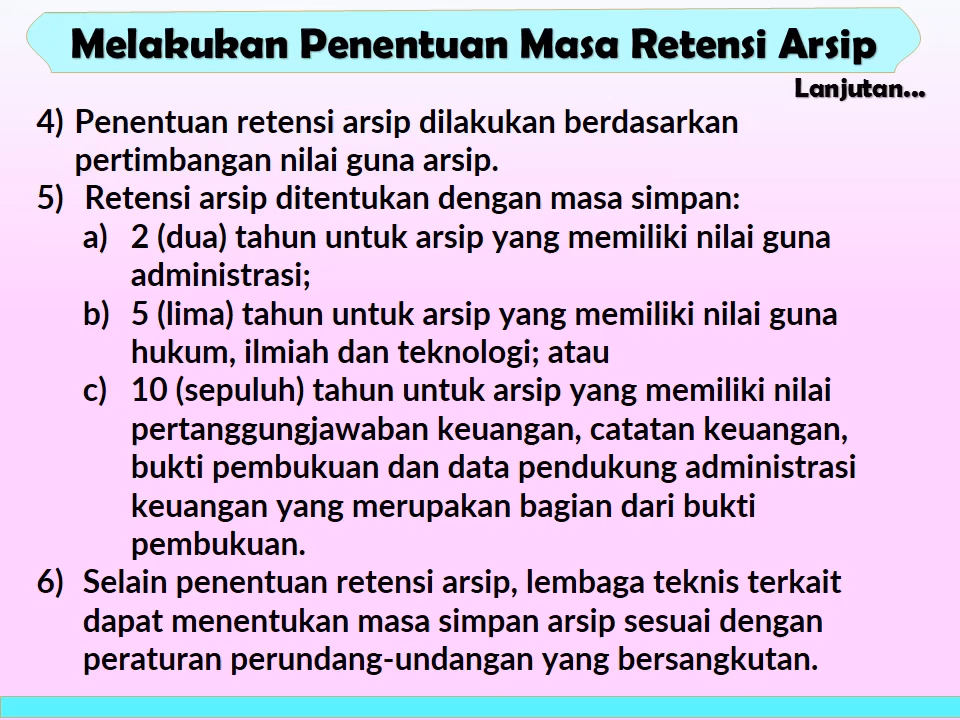 Melakukan Penentuan Masa Retensi Arsip
Lanjutan...
4) Penentuan retensi arsip dilakukan berdasarkan
pertimbangan nilai guna arsip.
5) Retensi arsip ditentukan dengan masa simpan:
a) 2 (dua) tahun untuk arsip yang memiliki nilai guna
administrasi;
b) 5 (lima) tahun untuk arsip yang memiliki nilai guna
hukum, ilmiah dan teknologi; atau
c) 10 (sepuluh) tahun untuk arsip yang memiliki nilai
pertanggungjawaban keuangan, catatan keuangan,
bukti pembukuan dan data pendukung administrasi
keuangan yang merupakan bagian dari bukti
pembukuan.
6) Selain penentuan retensi arsip, lembaga teknis terkait
dapat menentukan masa simpan arsip sesuai dengan
peraturan perundang-undangan yang bersangkutan.